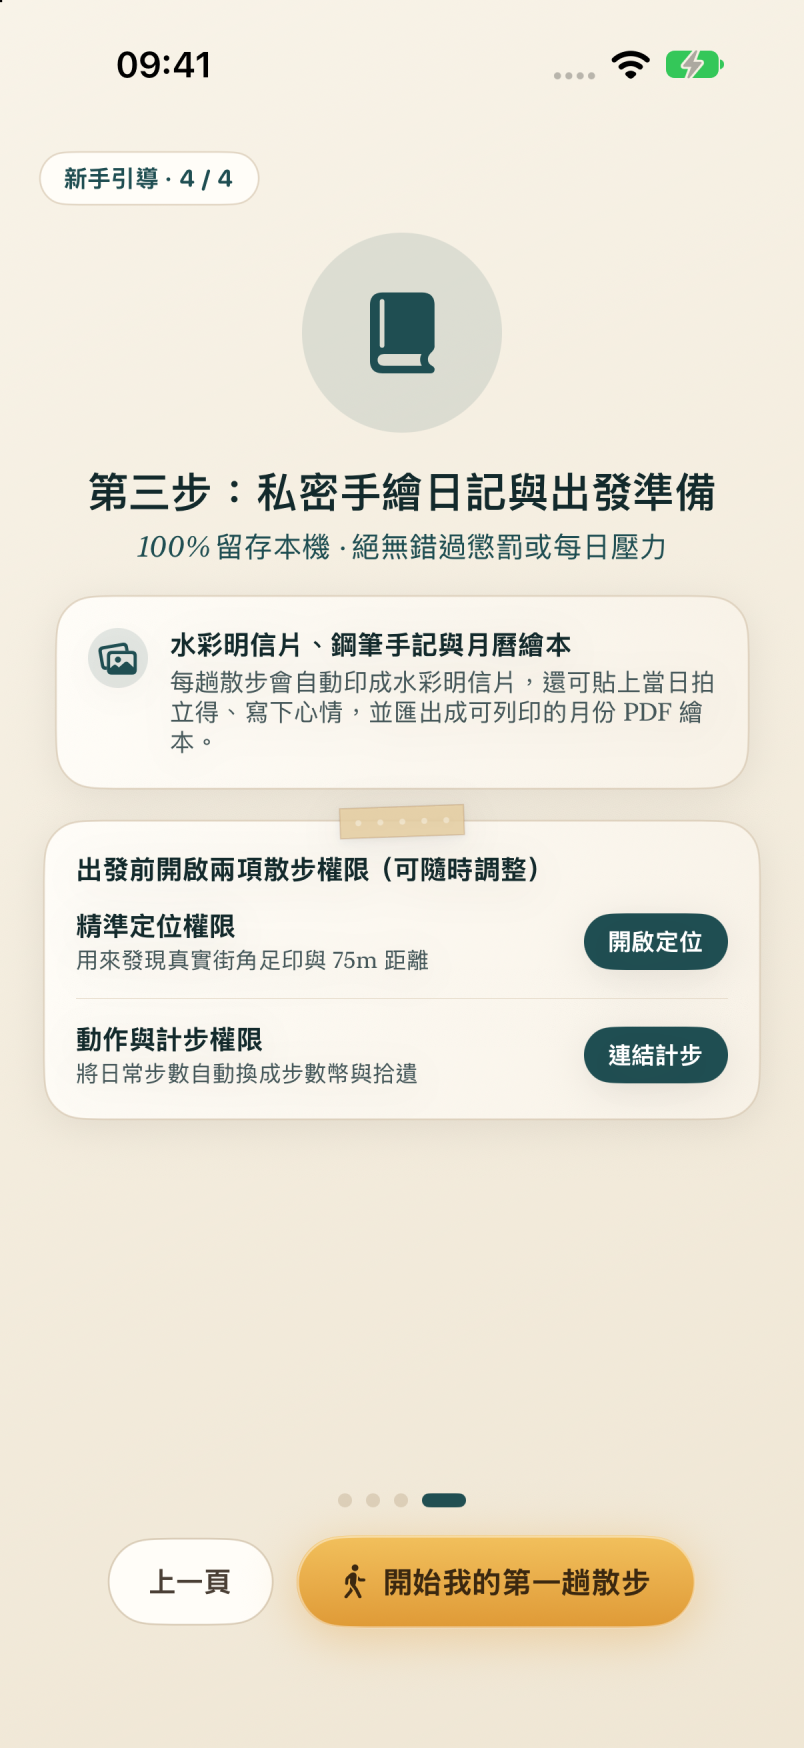 09:41
新手引導 · 4 / 4
第三步：私密手繪日記與出發準備
100% 留存本機 · 絕無錯過懲罰或每日壓力
水彩明信片、鋼筆手記與月曆繪本
每趟散步會自動印成水彩明信片，還可貼上當日拍
立得、寫下心情，並匯出成可列印的月份 PDF 繪
本。
出發前開啟兩項散步權限（可隨時調整）
精準定位權限
用來發現真實街角足印與 75m 距離
開啟定位
動作與計步權限
將日常步數自動換成步數幣與拾遺
連結計步
上一頁
開始我的第一趟散步